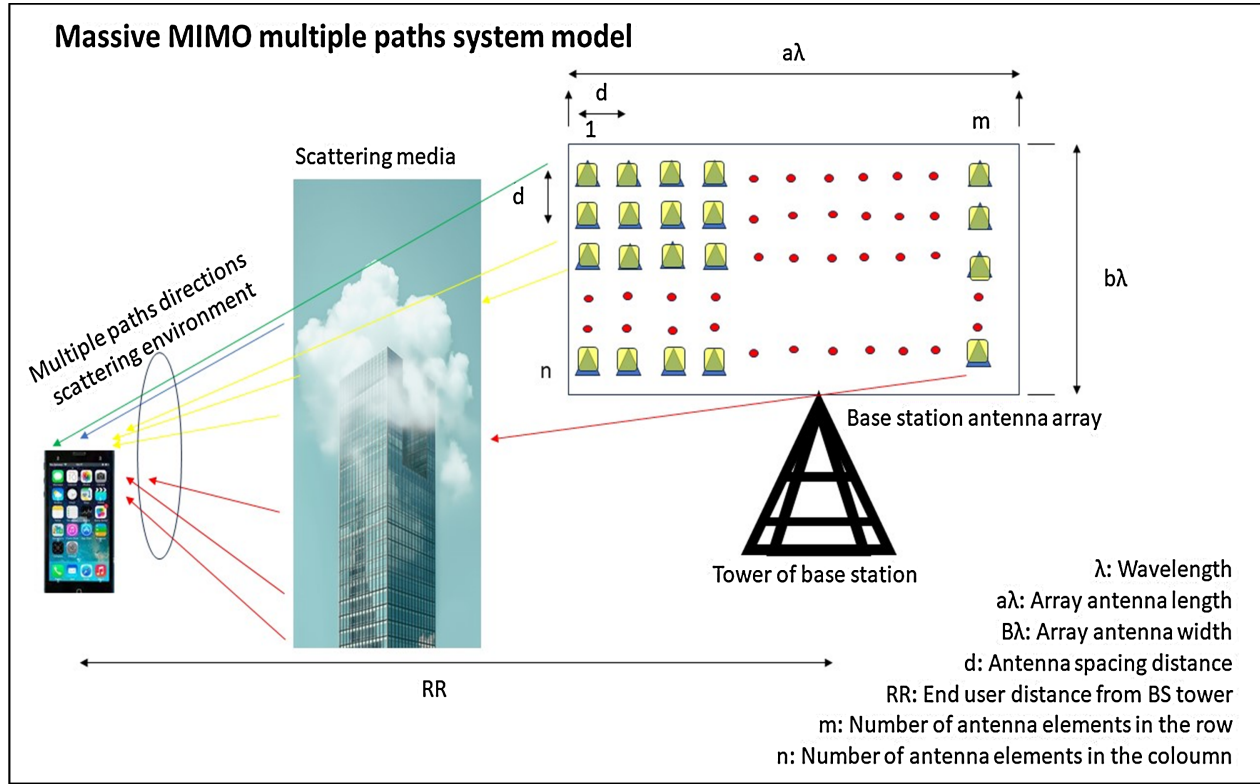 Massive MIMO multiple paths system model
aλ
d
1
m
Scattering media
d
bλ
Multiple paths directions
scattering environment
n
Base station antenna array
Tower of base station
RR
λ: Wavelength
aλ: Array antenna length
Bλ: Array antenna width
d: Antenna spacing distance
RR: End user distance from BS tower
m: Number of antenna elements in the row
n: Number of antenna elements in the coloumn